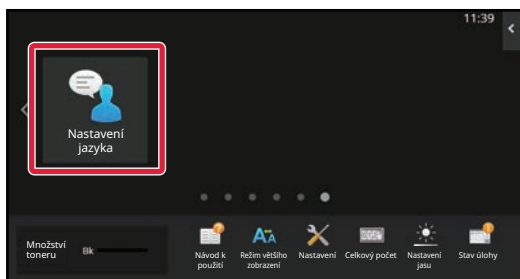 11:39
Nastavení
jazyka
Množství
toneru
Bk
Návod k
použití
Režim většího
zobrazení
Nastavení
Celkový počet
Nastavení
jasu
Stav úlohy